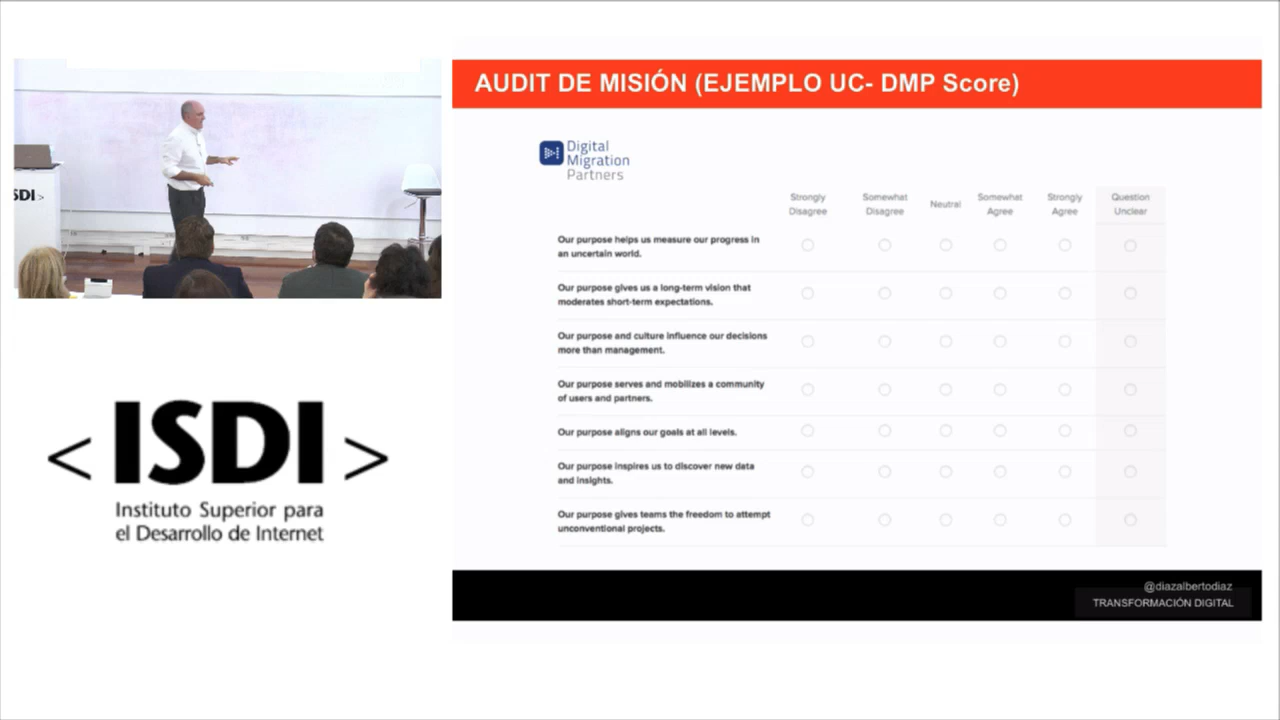 AUDIT DE MISIÓN (EJEMPLO UC- DMP Score)
Digital
Migration
Partners
Strongly
Disagree
Somewhat
Disagree
Neutral
Somewhat
Agree
Strongly
Agree
Question
Unclear
Our purpose helps us measure our progress in
an uncertain world.
Our purpose gives us a long-term vision that
moderates short-term expectations.
Our purpose and culture influence our decisions
more than management.
Our purpose serves and mobilizes a community
of users and partners.
Our purpose aligns our goals at all levels.
Our purpose inspires us to discover new data
and insights.
Our purpose gives teams the freedom to attempt
unconventional projects.
@diazalbertodiaz
TRANSFORMACIÓN DIGITAL
SDI>
< ISDI >
Instituto Superior para
el Desarrollo de Internet